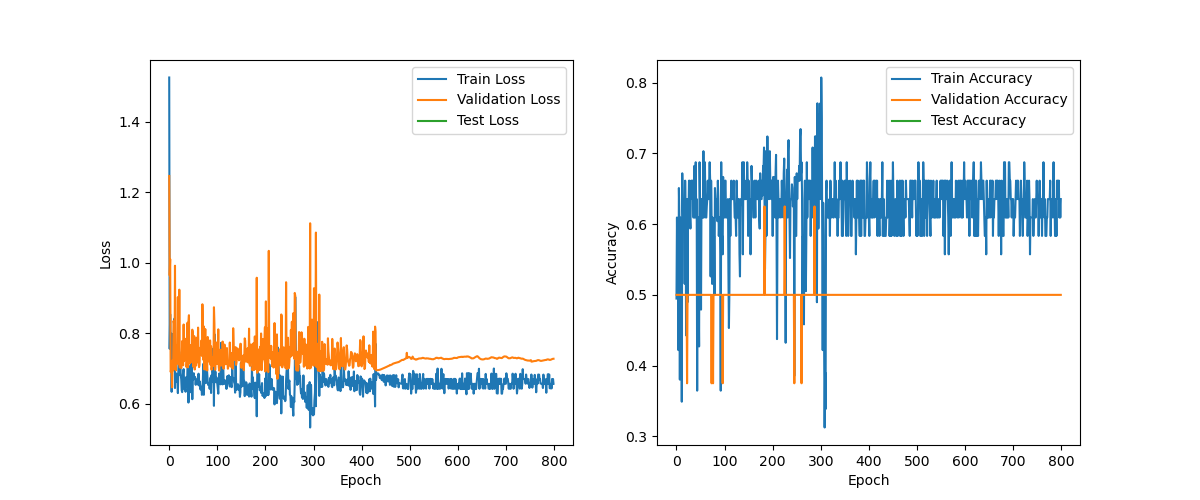 Train Loss
Validation Loss
Test Loss
1.4
1.2
1.0
0.8
0.6
Loss
0 100 200 300 400 500 600 700 800
Epoch
Train Accuracy
Validation Accuracy
Test Accuracy
0.8
0.7
0.6
0.5
0.4
0.3
Accuracy
0 100 200 300 400 500 600 700 800
Epoch